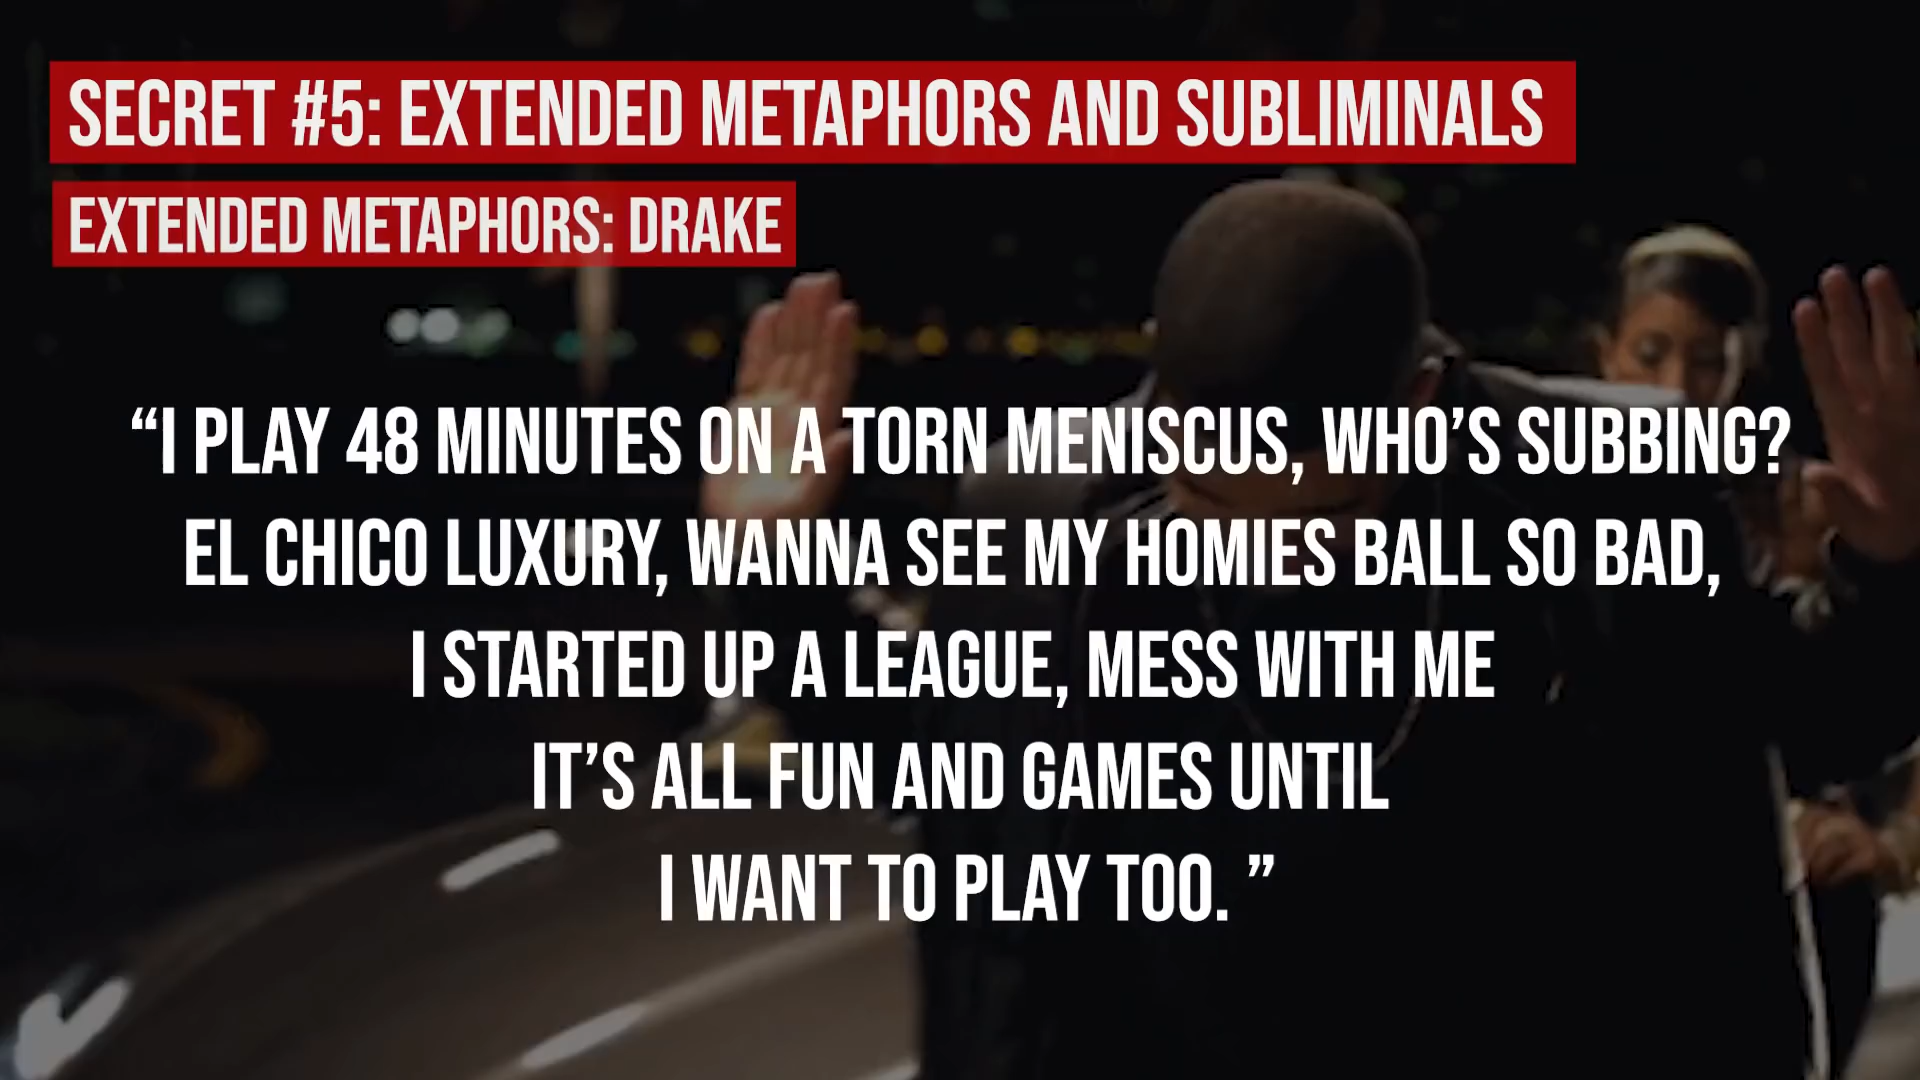 SECRET #5: EXTENDED METAPHORS AND SUBLIMINALS
EXTENDED METAPHORS: DRAKE
“I PLAY 48 MINUTES ON A TORN MENISCUS, WHO’S SUBBING?
EL CHICO LUXURY, WANNA SEE MY HOMIES BALL SO BAD,
I STARTED UP A LEAGUE, MESS WITH ME
IT’S ALL FUN AND GAMES UNTIL
I WANT TO PLAY TOO. ”